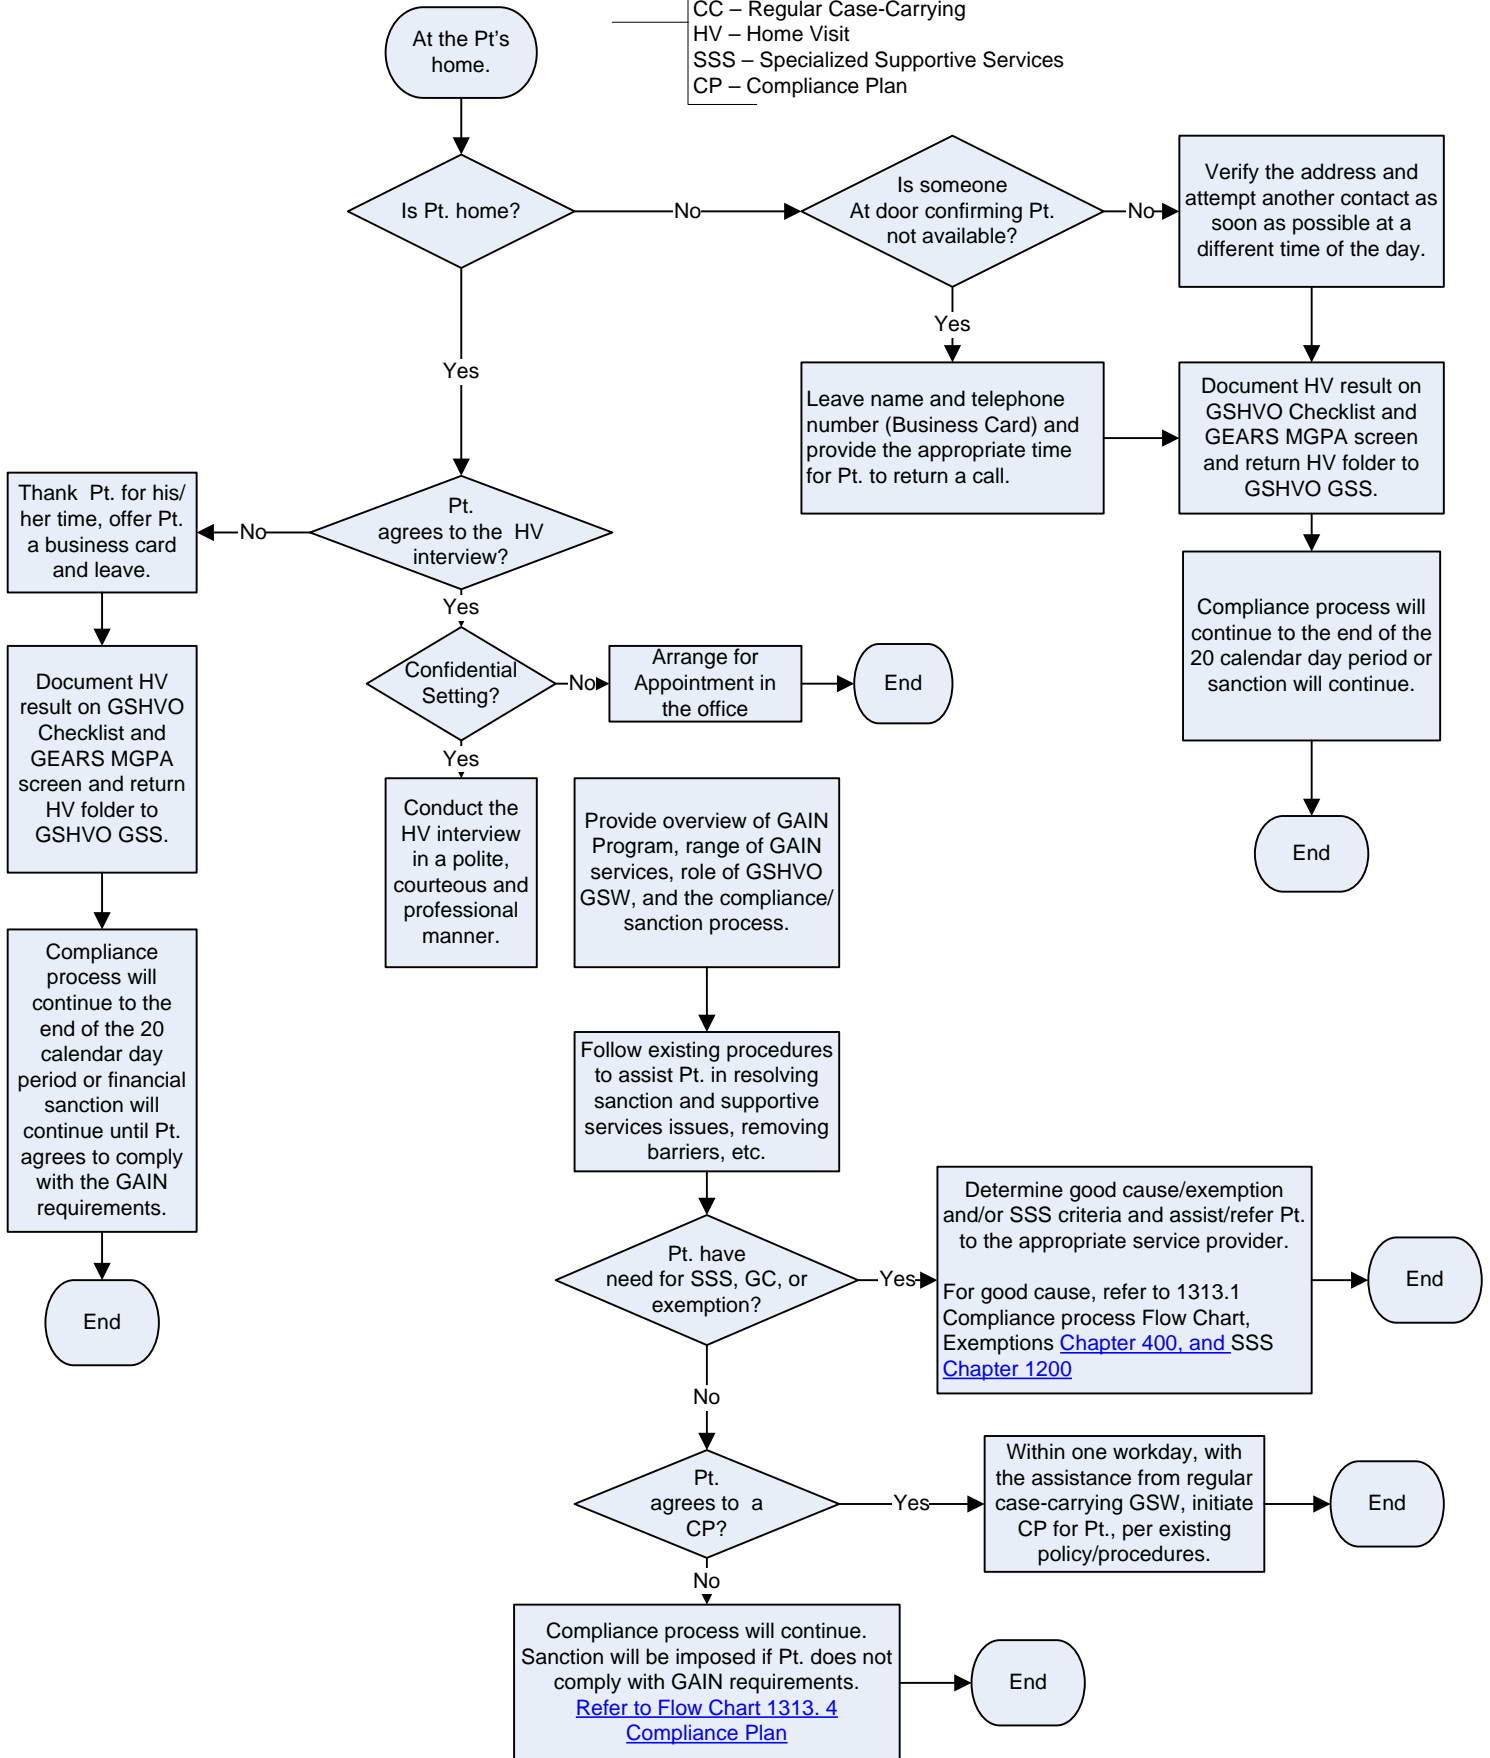 CC – Regular Case-Carrying
HV – Home Visit
SSS – Specialized Supportive Services
CP – Compliance Plan
At the Pt's
home.
Is Pt. home?
No
Is someone
At door confirming Pt.
not available?
No
Verify the address and
attempt another contact as
soon as possible at a
different time of the day.
Yes
Yes
Leave name and telephone
number (Business Card) and
provide the appropriate time
for Pt. to return a call.
Document HV result on
GSHVO Checklist and
GEARS MGPA screen
and return HV folder to
GSHVO GSS.
Thank Pt. for his/
her time, offer Pt.
a business card
and leave.
No
Pt.
agrees to the HV
interview?
Yes
Compliance process will
continue to the end of the
20 calendar day period or
sanction will continue.
End
Document HV
result on GSHVO
Checklist and
GEARS MGPA
screen and return
HV folder to
GSHVO GSS.
Confidential
Setting?
No
Arrange for
Appointment in
the office
End
Yes
Conduct the
HV interview
in a polite,
courteous and
professional
manner.
Provide overview of GAIN
Program, range of GAIN
services, role of GSHVO
GSW, and the compliance/
sanction process.
Compliance
process will
continue to the
end of the 20
calendar day
period or financial
sanction will
continue until Pt.
agrees to comply
with the GAIN
requirements.
End
Follow existing procedures
to assist Pt. in resolving
sanction and supportive
services issues, removing
barriers, etc.
Pt. have
need for SSS, GC, or
exemption?
Yes
Determine good cause/exemption
and/or SSS criteria and assist/refer Pt.
to the appropriate service provider.
For good cause, refer to 1313.1
Compliance process Flow Chart,
Exemptions Chapter 400, and SSS
Chapter 1200
End
No
Pt.
agrees to a
CP?
Yes
Within one workday, with
the assistance from regular
case-carrying GSW, initiate
CP for Pt., per existing
policy/procedures.
End
No
Compliance process will continue.
Sanction will be imposed if Pt. does not
comply with GAIN requirements.
Refer to Flow Chart 1313. 4
Compliance Plan
End